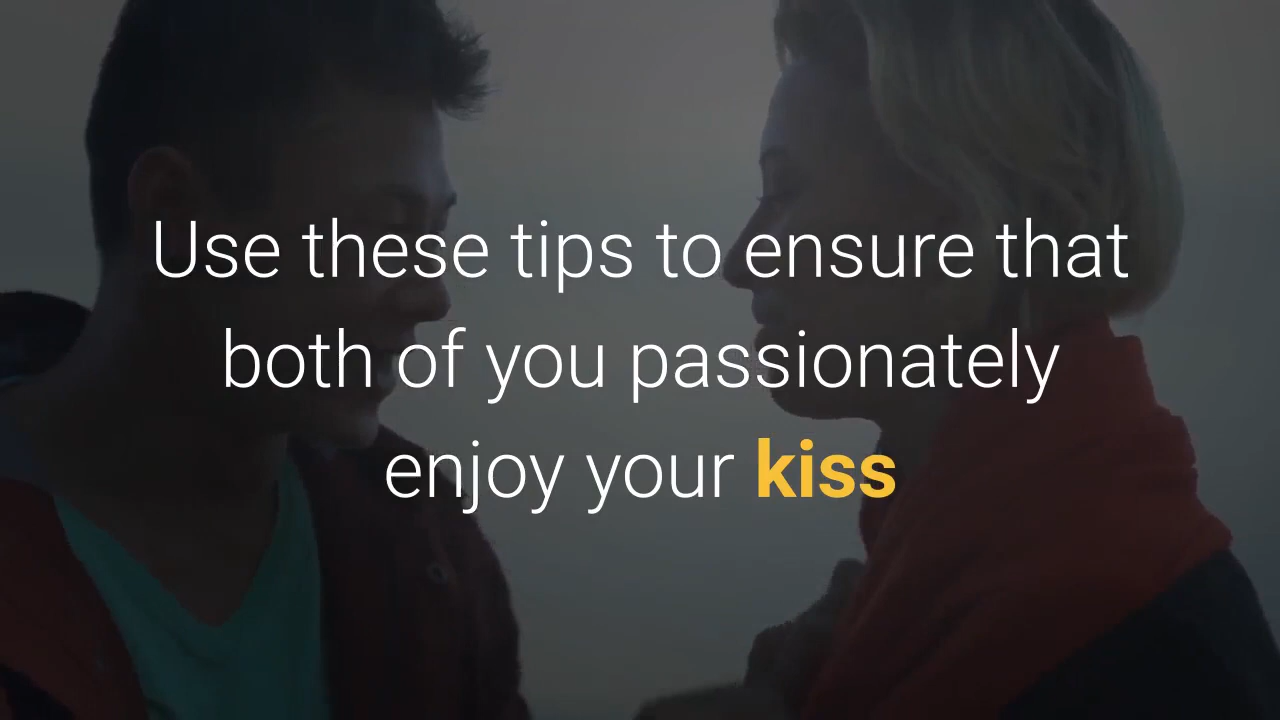 Use these tips to ensure that
both of you passionately
enjoy your kiss